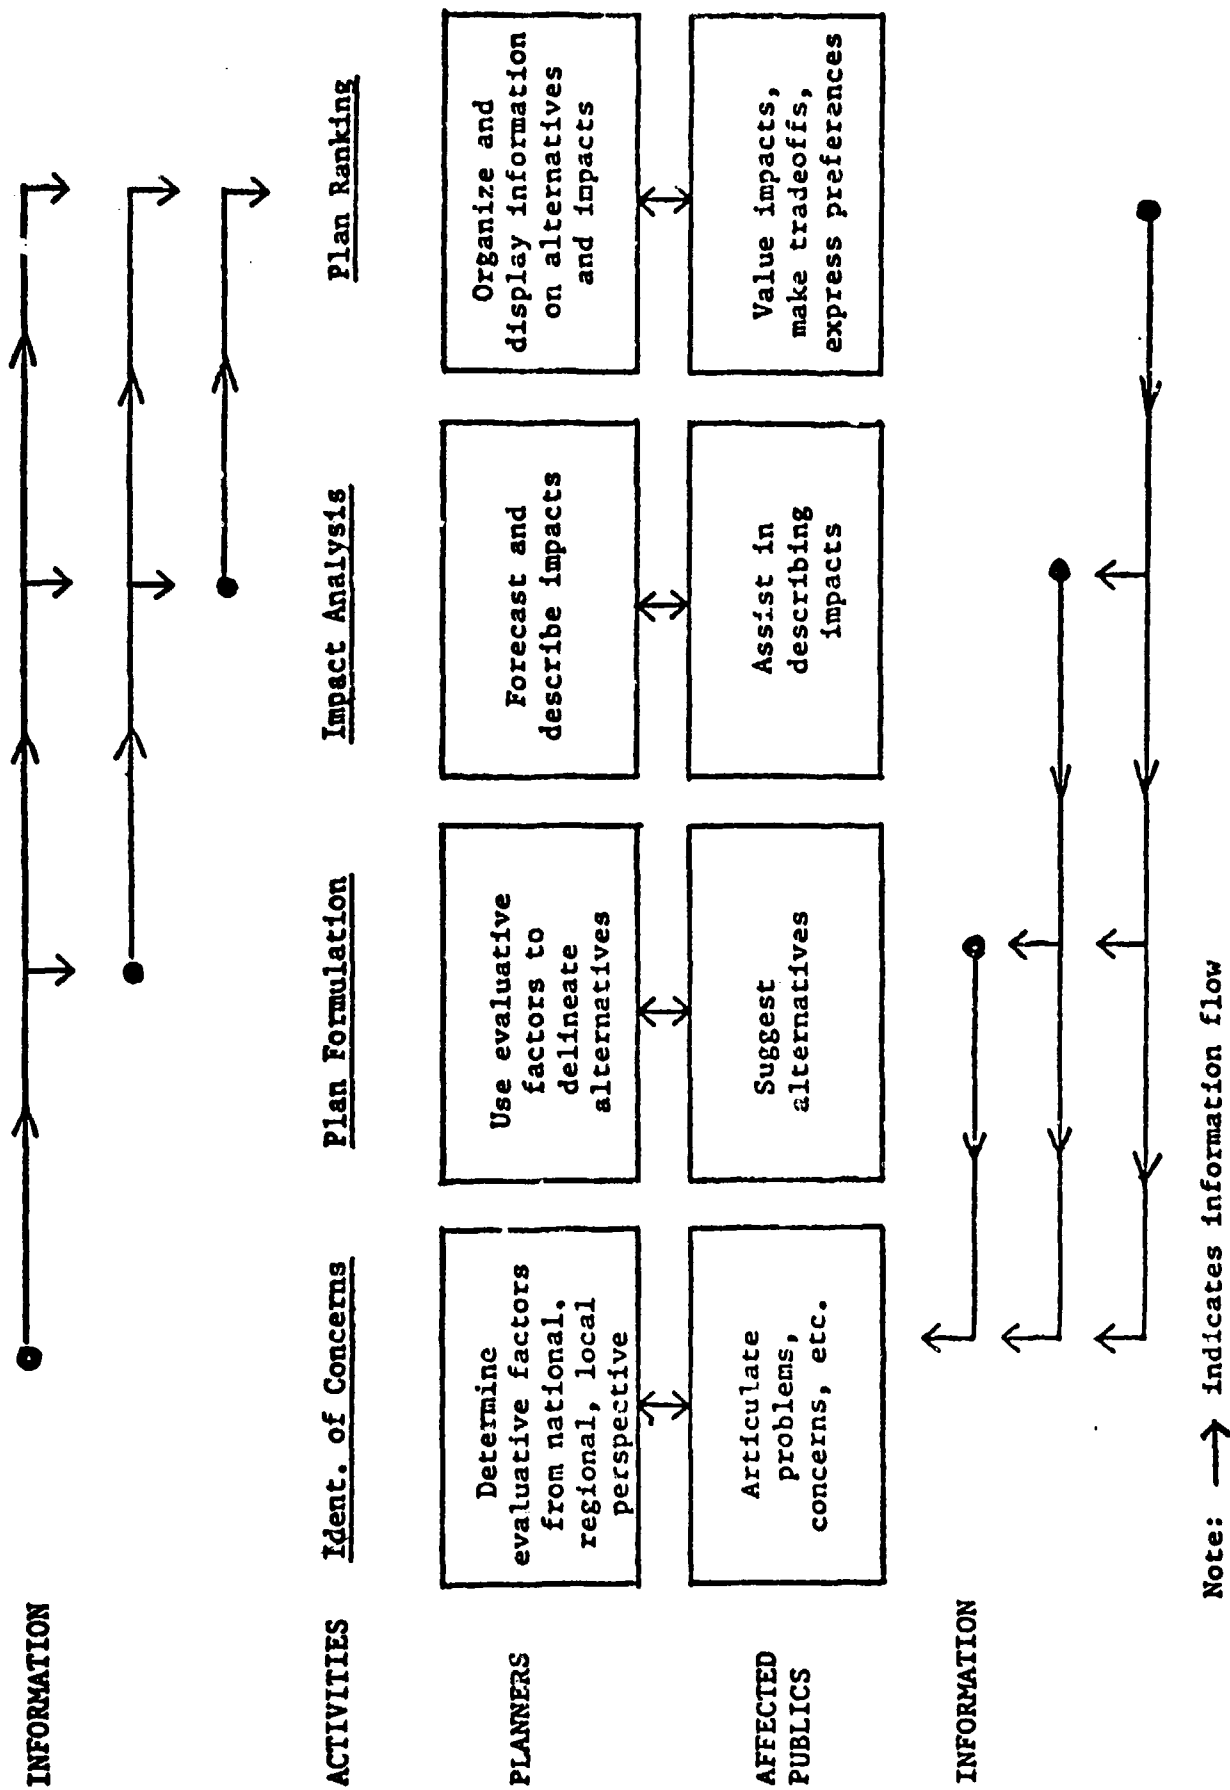 INFORMATION
ACTIVITIES
Ident. of Concerns
Plan Formulation
Impact Analysis
Plan Ranking
PLANNERS
Determine
evaluative factors
from national,
regional, local
perspective
Use evaluative
factors to
delineate
alternatives
Forecast and
describe impacts
Organize and
display information
on alternatives
and impacts
AFFECTED
PUBLICS
Articulate
problems,
concerns, etc.
Suggest
alternatives
Assist in
describing
impacts
Value impacts,
make tradeoffs,
express preferences
INFORMATION
Note: → indicates information flow